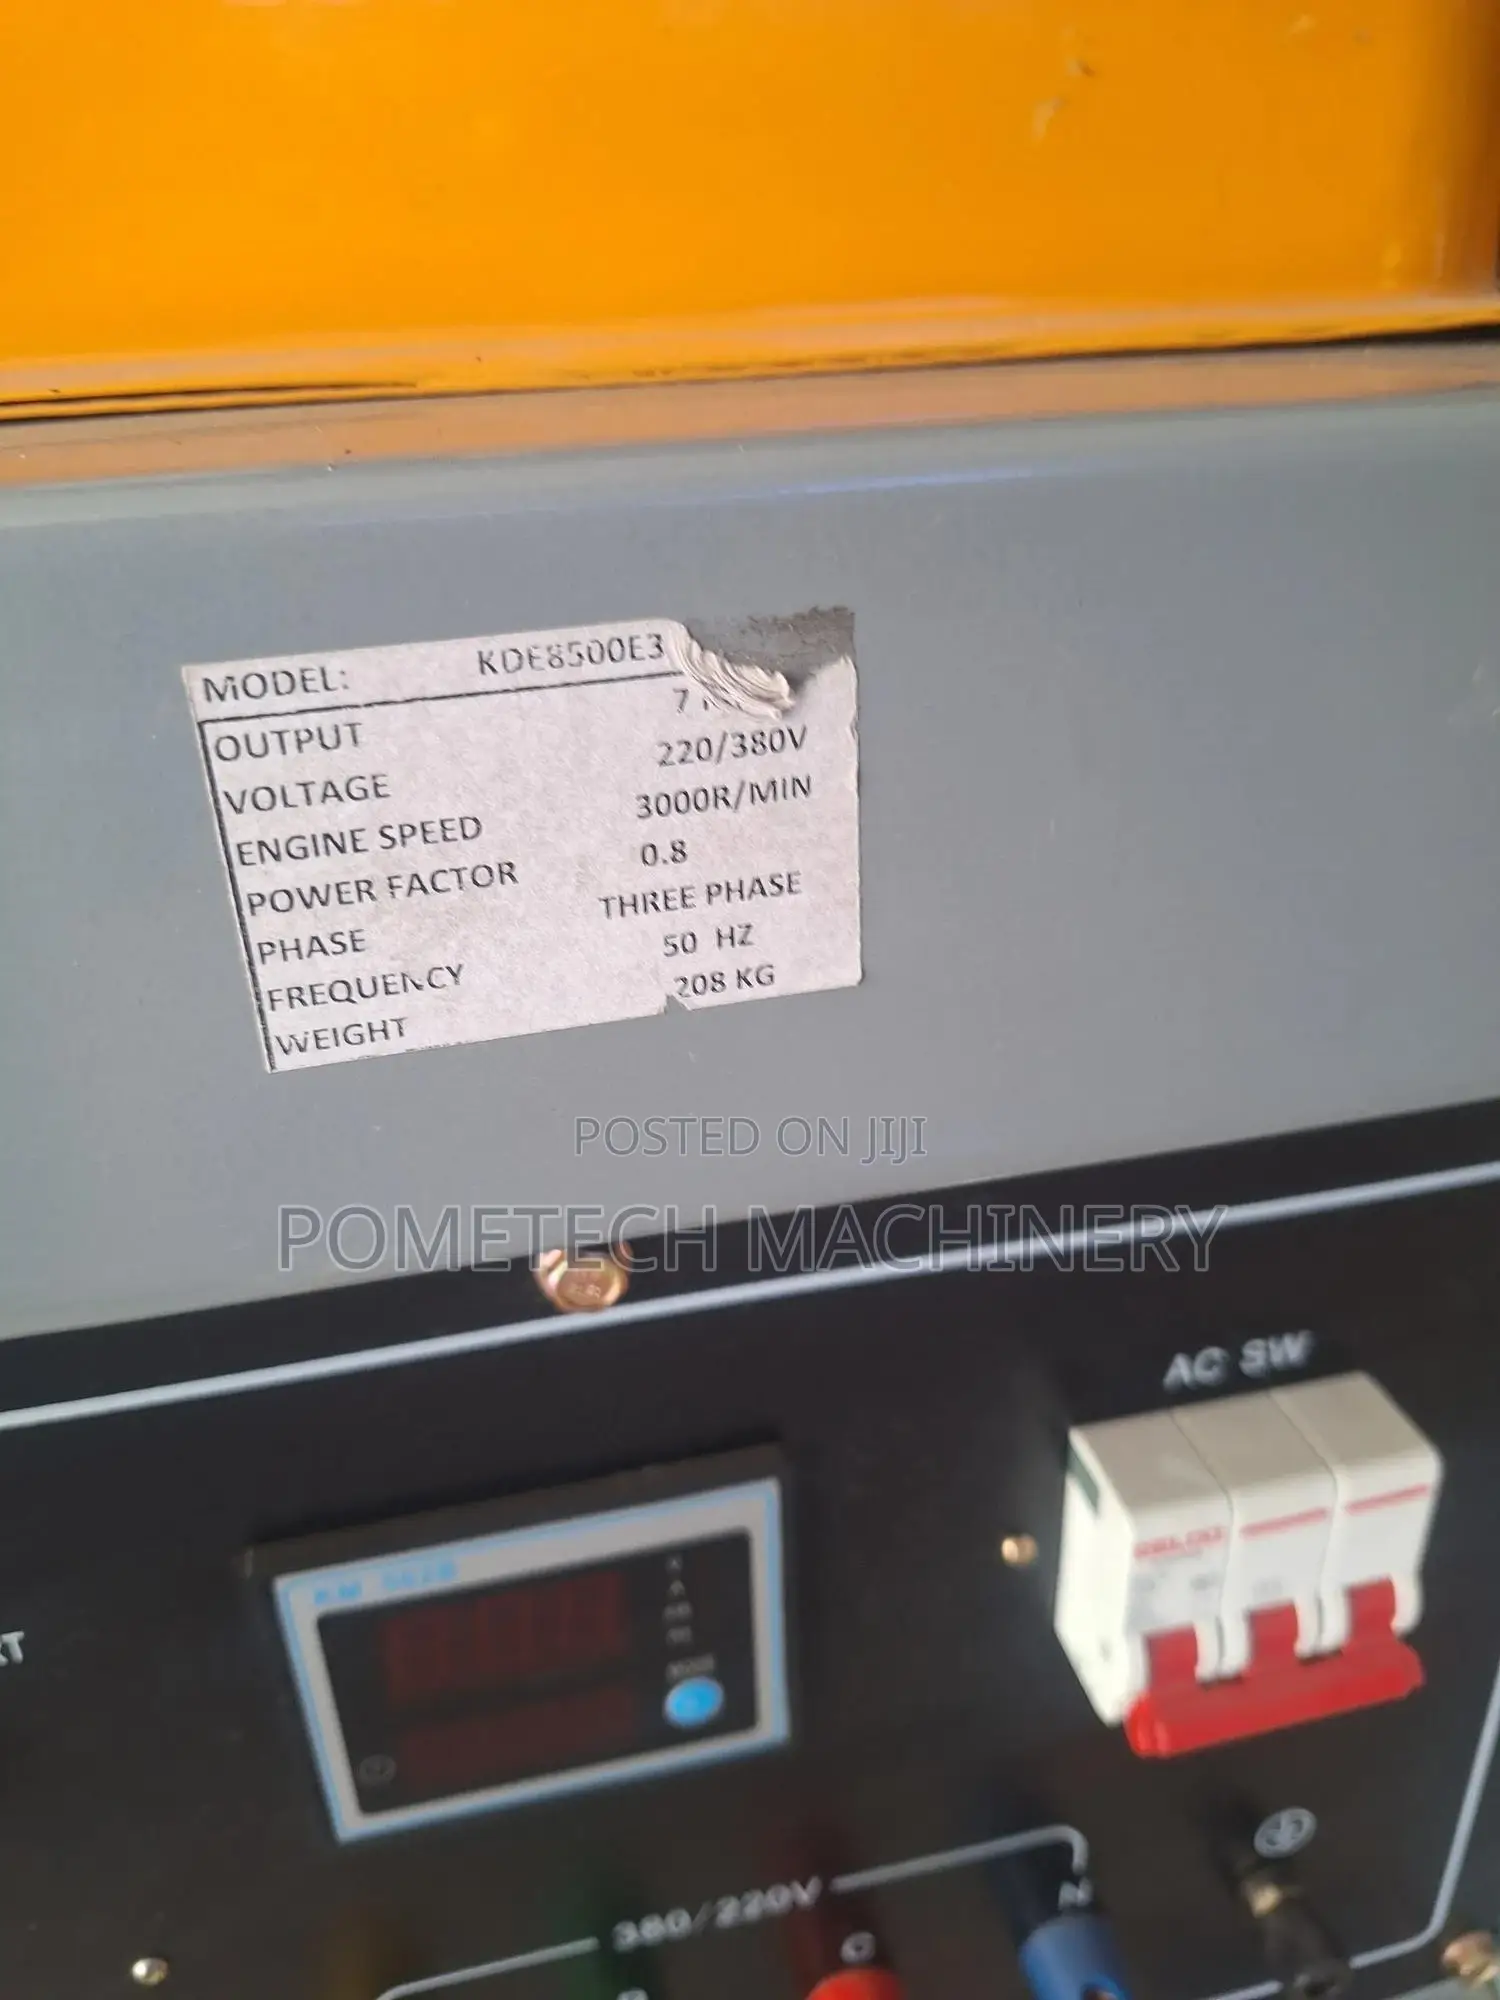 MODEL: KDE8500E3
OUTPUT 7
VOLTAGE 220/380V
ENGINE SPEED 3000R/MIN
POWER FACTOR 0.8
PHASE THREE PHASE
FREQUENCY 50 HZ
WEIGHT 208 KG
POSTED ON JIJI
POMETECH MACHINERY
AC SW
380/220V
C
N